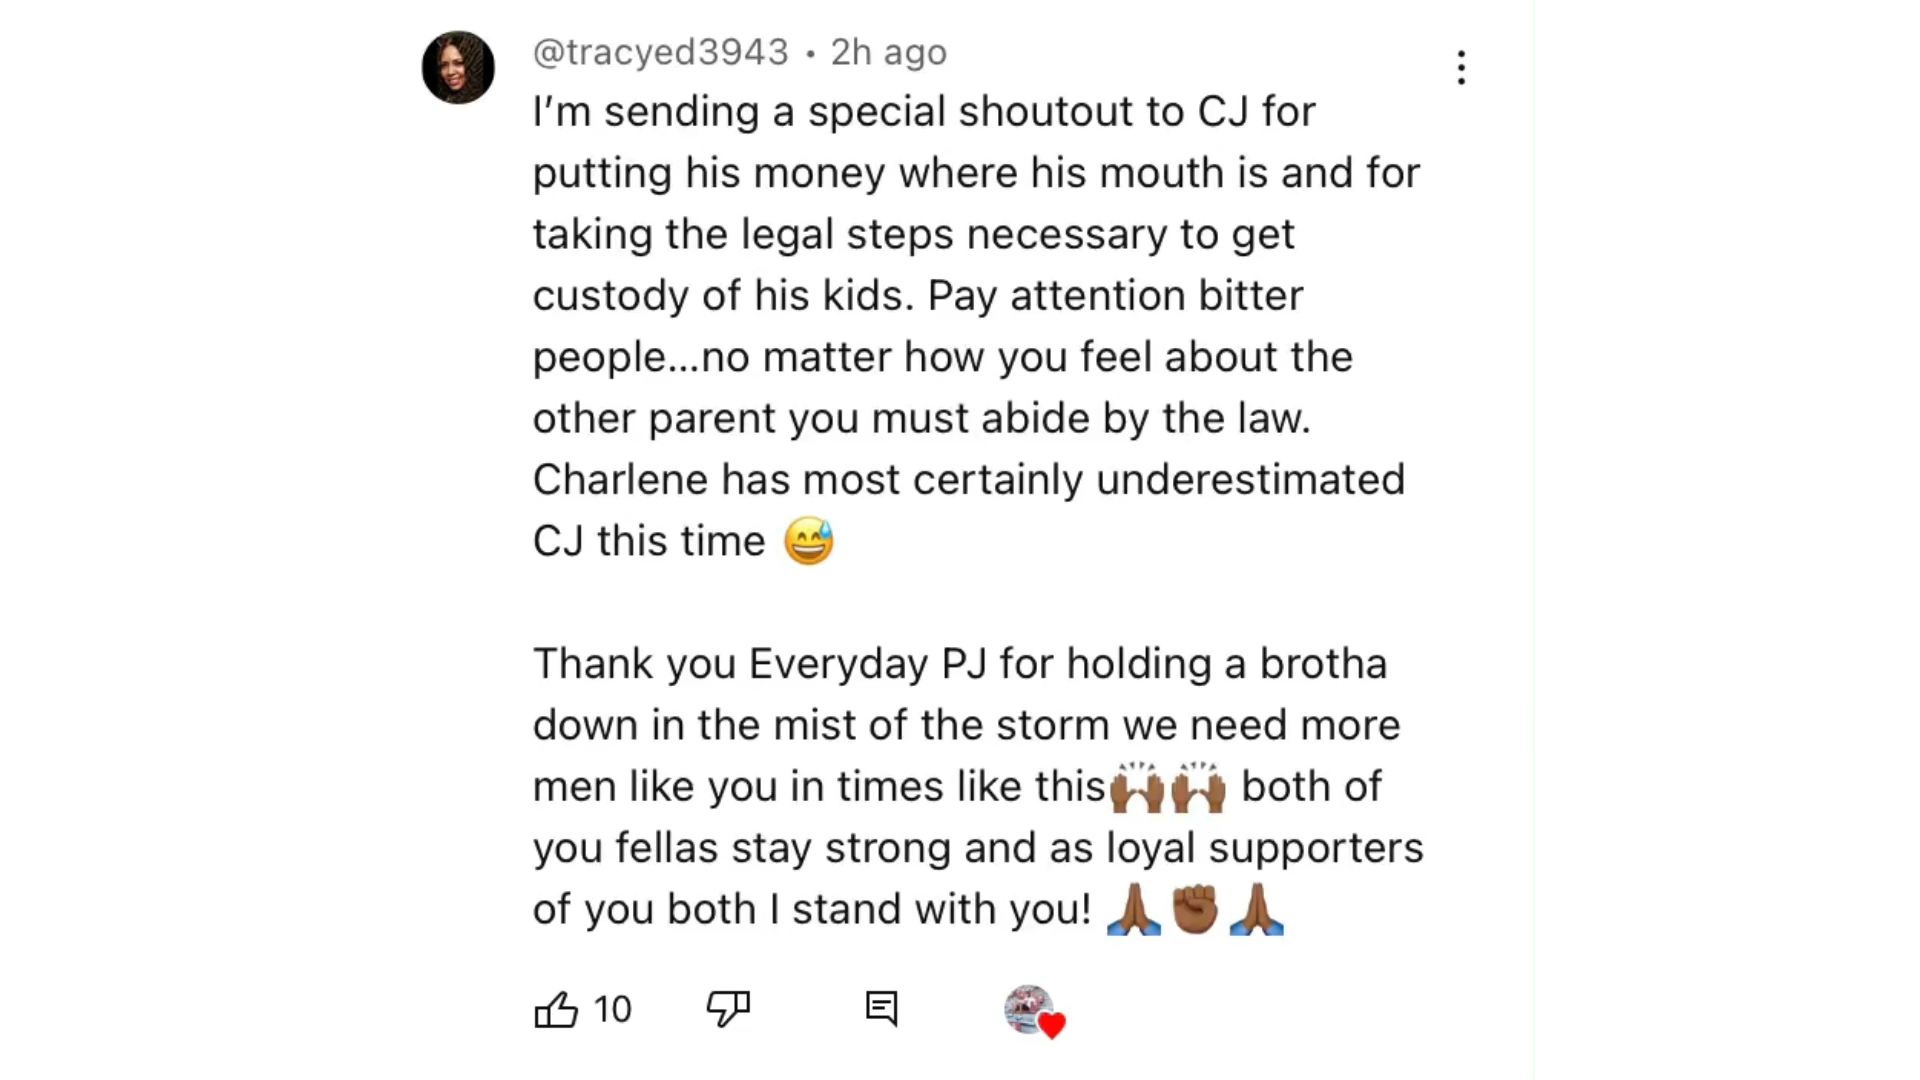 @tracyed3943 • 2h ago
I’m sending a special shoutout to CJ for
putting his money where his mouth is and for
taking the legal steps necessary to get
custody of his kids. Pay attention bitter
people...no matter how you feel about the
other parent you must abide by the law.
Charlene has most certainly underestimated
CJ this time 😅
Thank you Everyday PJ for holding a brotha
down in the mist of the storm we need more
men like you in times like this🙌🏾🙌🏾 both of
you fellas stay strong and as loyal supporters
of you both I stand with you! 🙏🏾✊🏾🙏🏾
10